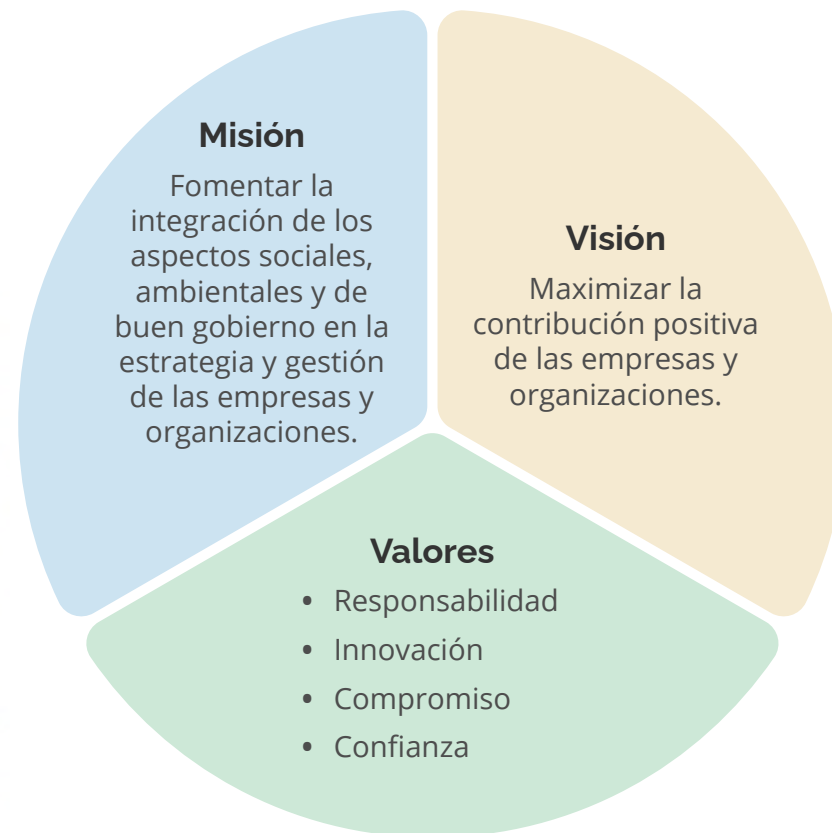 Misión
Fomentar la
integración de los
aspectos sociales,
ambientales y de
buen gobierno en la
estrategia y gestión
de las empresas y
organizaciones.
Visión
Maximizar la
contribución positiva
de las empresas y
organizaciones.
Valores
• Responsabilidad
• Innovación
• Compromiso
• Confianza